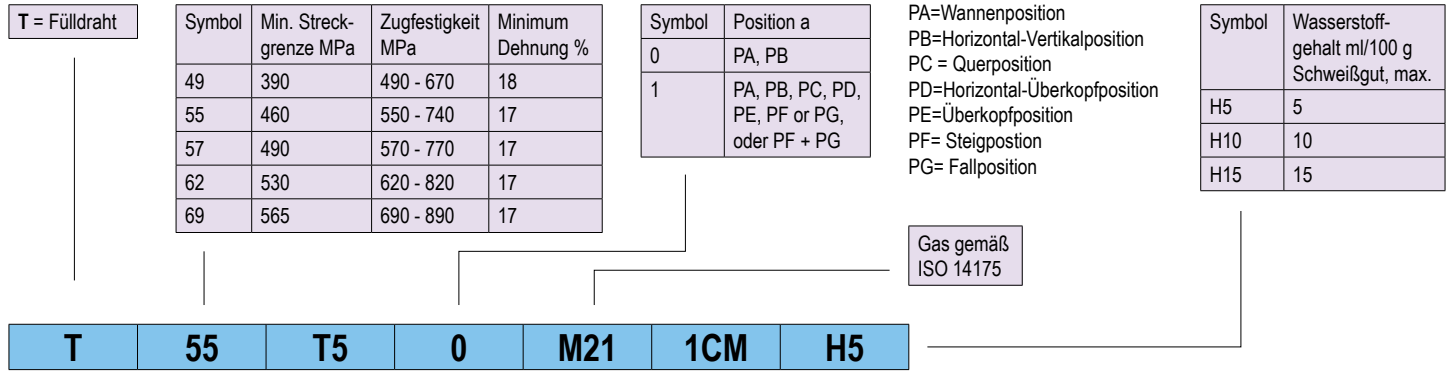 T = Fülldraht
Symbol Min. Streck- Zugfestigkeit Minimum
grenze MPa MPa Dehnung %
49 390 490 - 670 18
55 460 550 - 740 17
57 490 570 - 770 17
62 530 620 - 820 17
69 565 690 - 890 17
Symbol Position a
0 PA, PB
1 PA, PB, PC, PD,
PE, PF or PG,
oder PF + PG
PA=Wannenposition
PB=Horizontal-Vertikalposition
PC = Querposition
PD=Horizontal-Überkopfposition
PE=Überkopfposition
PF= Steigpostion
PG= Fallposition
Symbol Wasserstoff-
gehalt ml/100 g
Schweißgut, max.
H5 5
H10 10
H15 15
Gas gemäß
ISO 14175
T 55 T5 0 M21 1CM H5